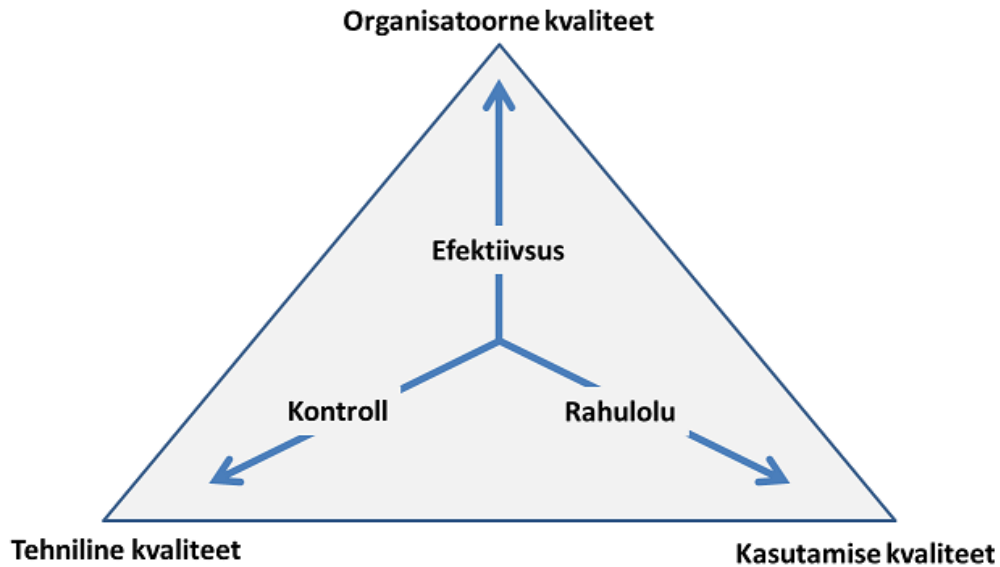 Organisatoorne kvaliteet
Efektiivsus
Kontroll
Rahulolu
Tehniline kvaliteet
Kasutamise kvaliteet